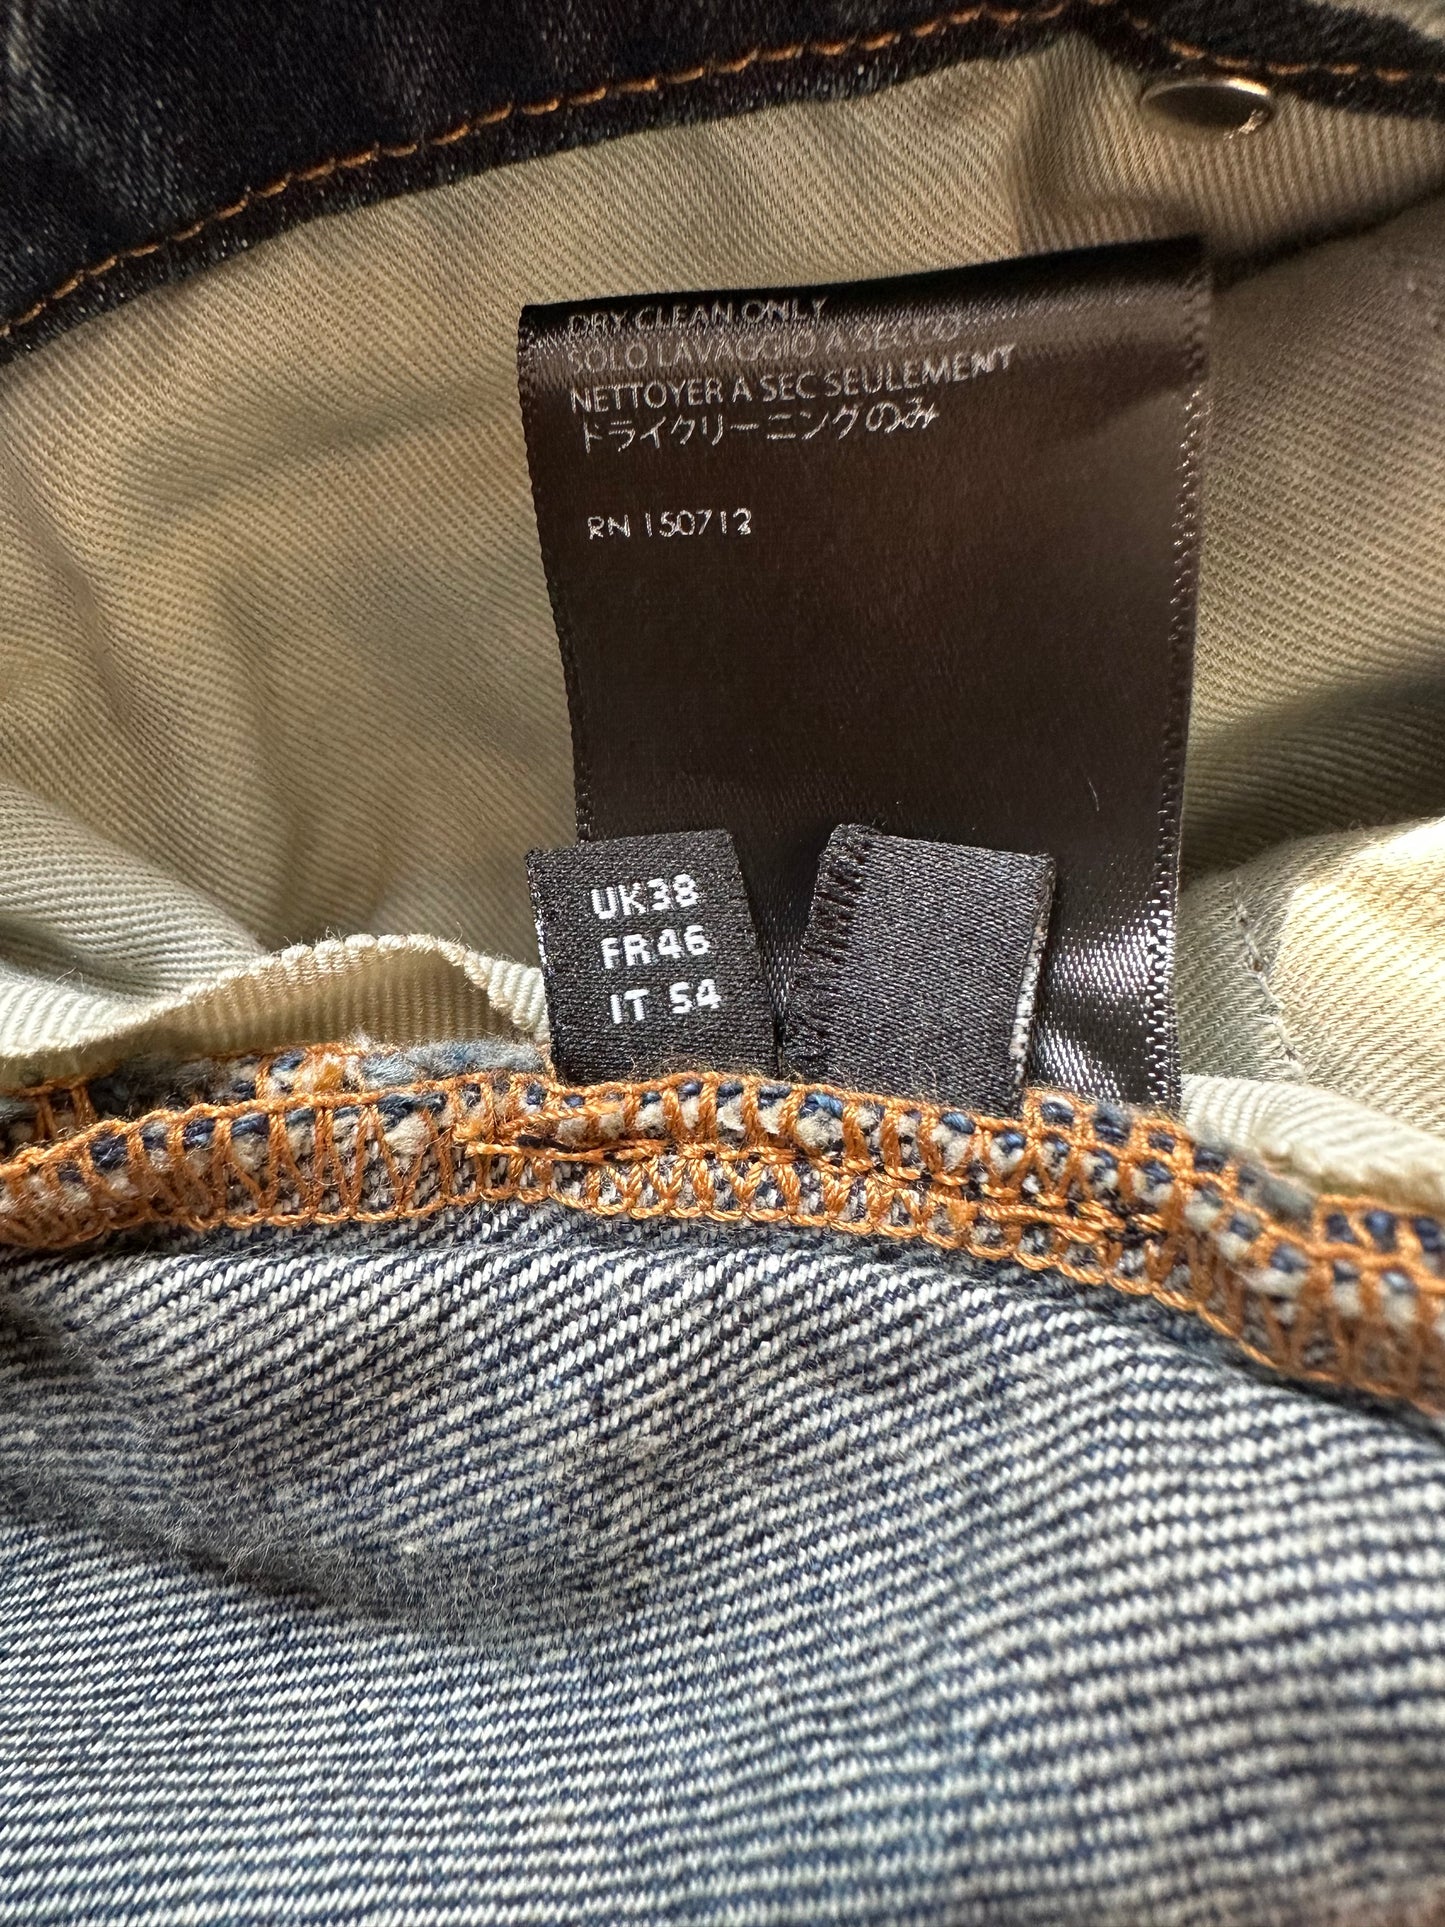 DRY CLEAN ONLY
SOLO LAVAGGIO A SECCO
NETTOYER A SEC SEULEMENT
ドライクリーニングのみ
RN 150712
UK38
FR46
IT 54